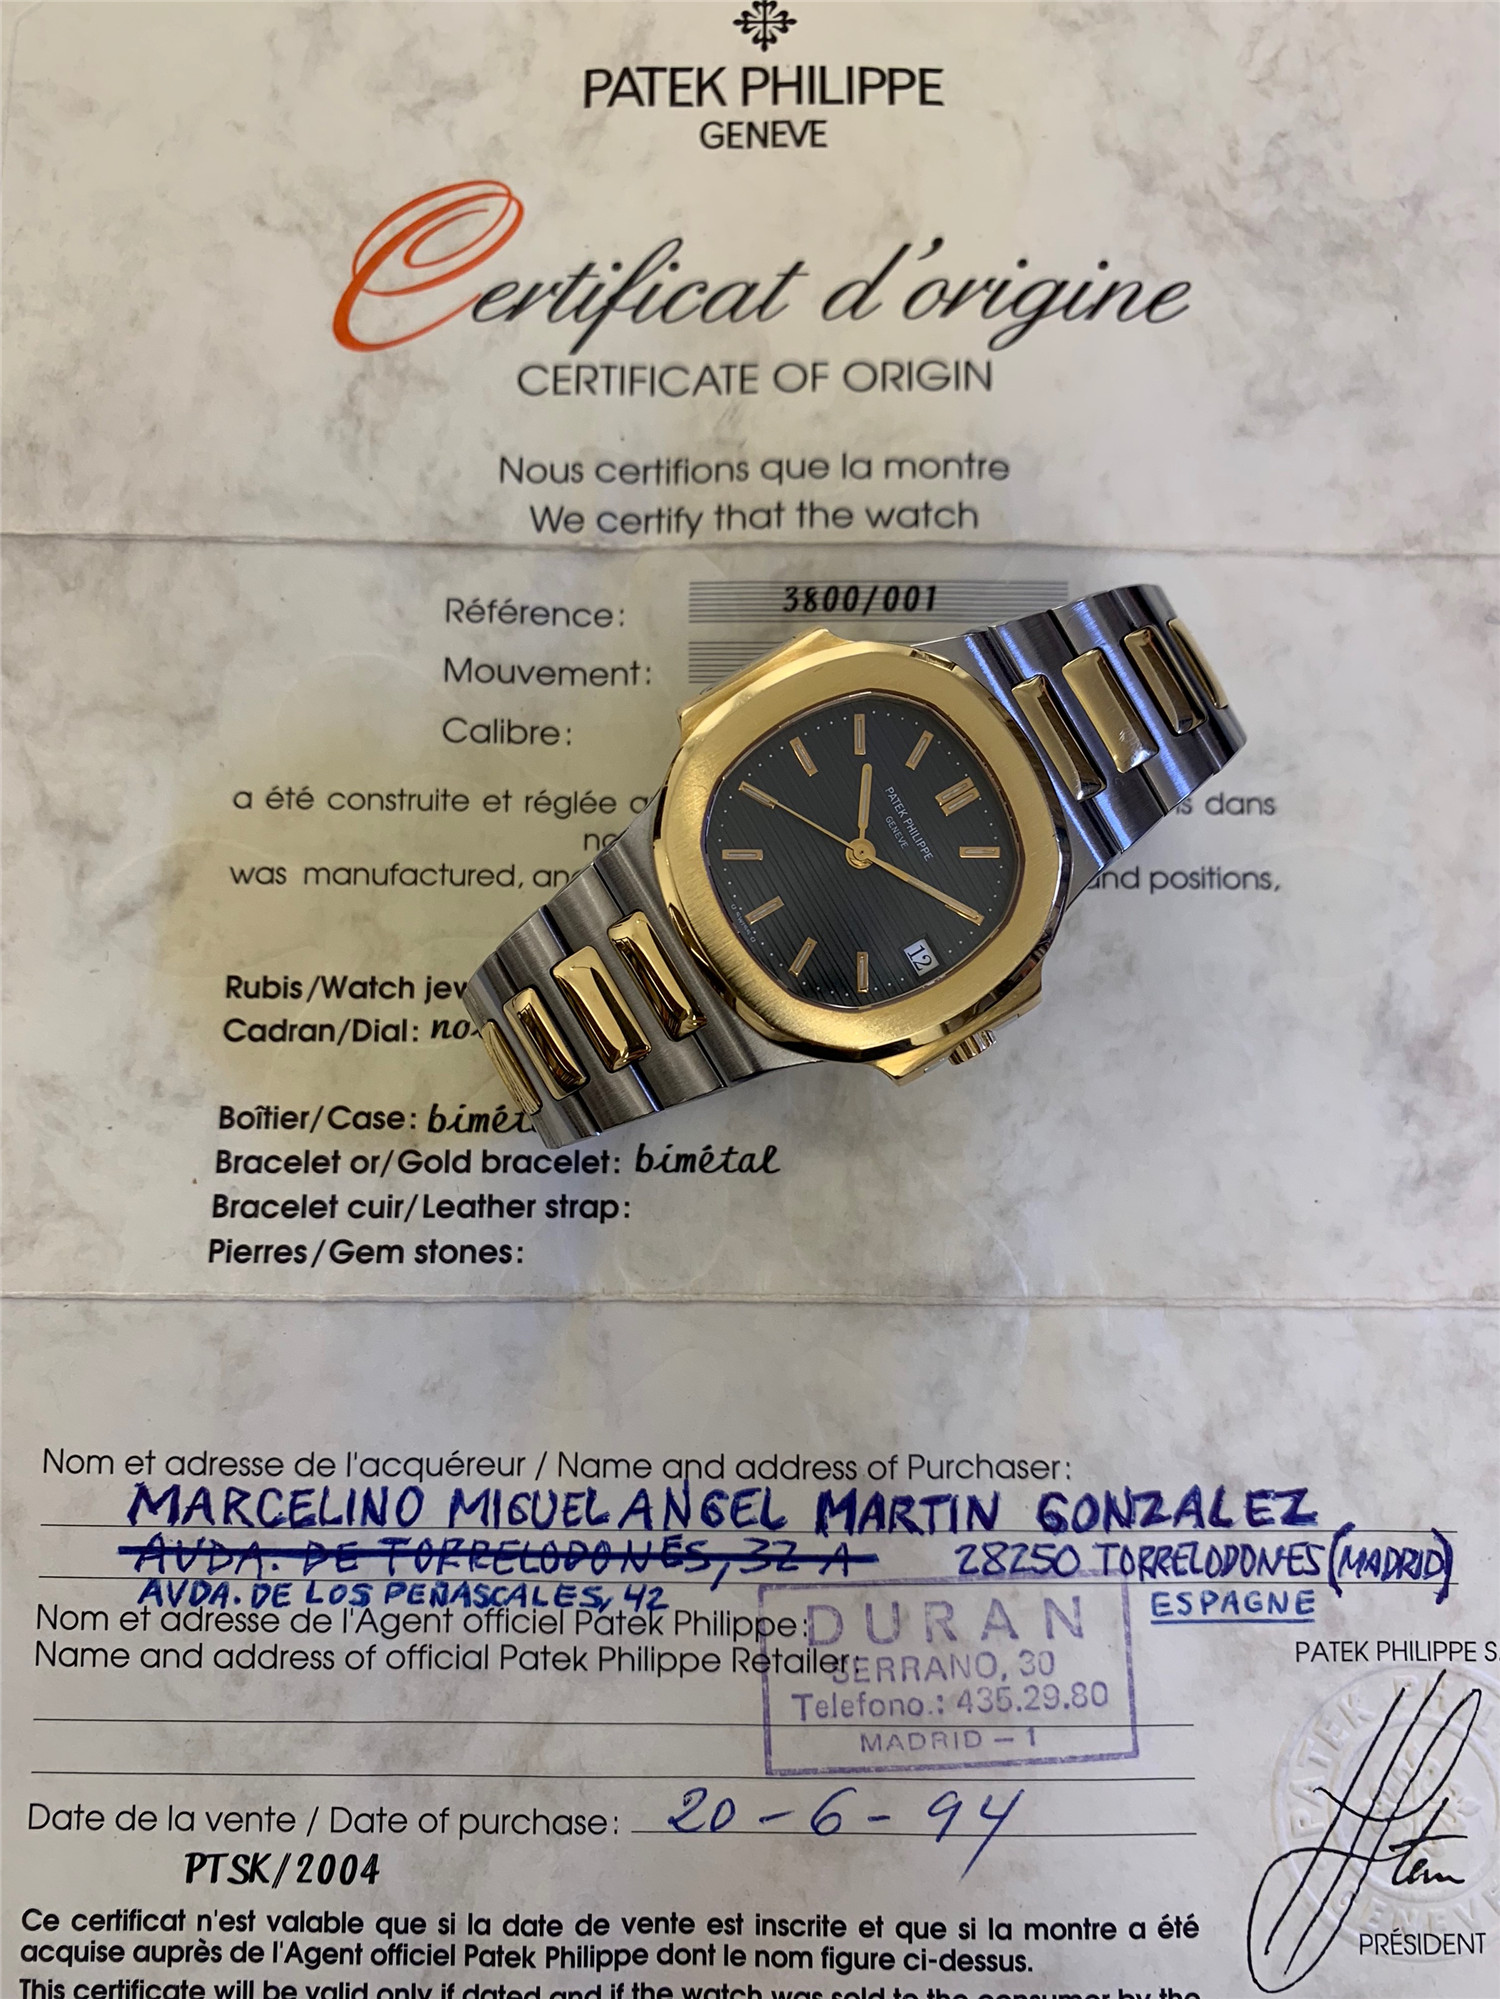 PATEK PHILIPPE
GENEVE
Certificat d'origine
CERTIFICATE OF ORIGIN
Nous certifions que la montre
We certify that the watch
Référence: 3800/001
Mouvement:
Calibre:
a été construite et réglée dans
was manufactured, and positions,
PATEK PHILIPPE
GENEVE
12
Rubis/Watch
Cadran/Dial:
Boîtier/Case:
Bracelet or/Gold bracelet: bimétal
Bracelet cuir/Leather strap:
Pierres/Gem stones:
Nom et adresse de l'acquéreur / Name and address of Purchaser:
MARCELINO MIGUEL ANGEL MARTIN GONZALEZ
AVDA. DE TORRELODONES, 32 A 28250 TORRELODONES (MADRID)
AVDA. DE LOS PEÑASCALES, 42 ESPAGNE
Nom et adresse de l'Agent officiel Patek Philippe:
Name and address of official Patek Philippe Retailer:
DURAN
SERRANO, 30
Telefono.: 435.29.80
MADRID - 1
PATEK PHILIPPE S.
Date de la vente / Date of purchase: 20-6-94
PTSK/2004
PRÉSIDENT
Ce certificat n'est valable que si la date de vente est inscrite et que si la montre a été
acquise auprès de l'Agent officiel Patek Philippe dont le nom figure ci-dessus.
This certificate will be valid only if dated and if the watch was sold to the consumer by the